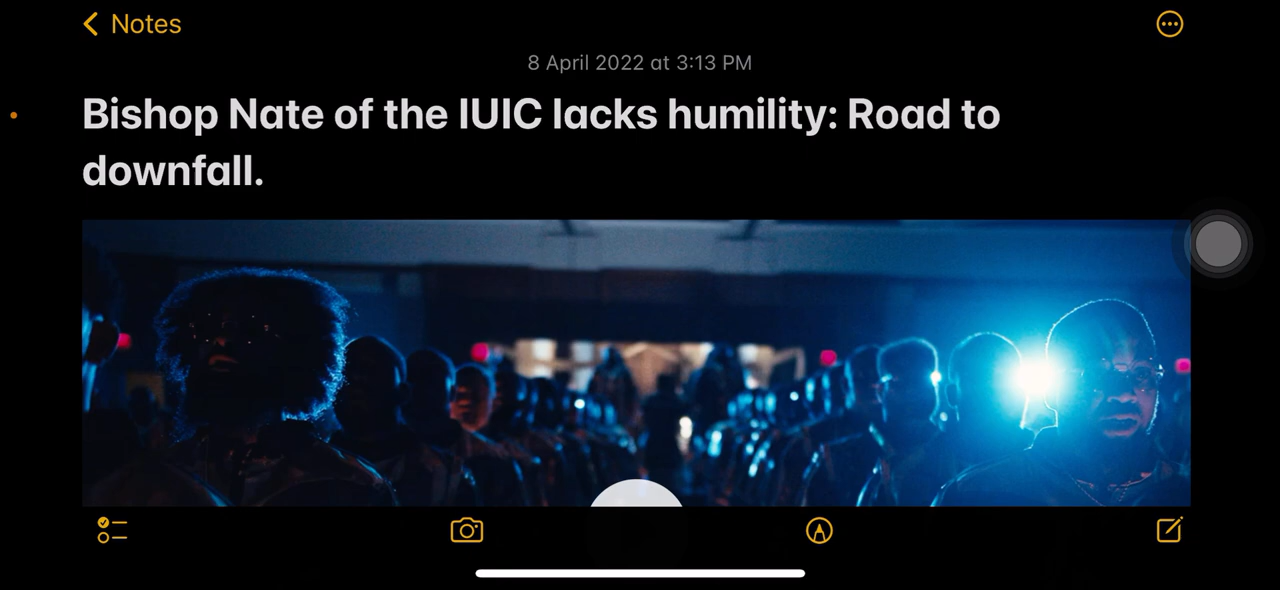 Notes
8 April 2022 at 3:13 PM
Bishop Nate of the IUIC lacks humility: Road to
downfall.